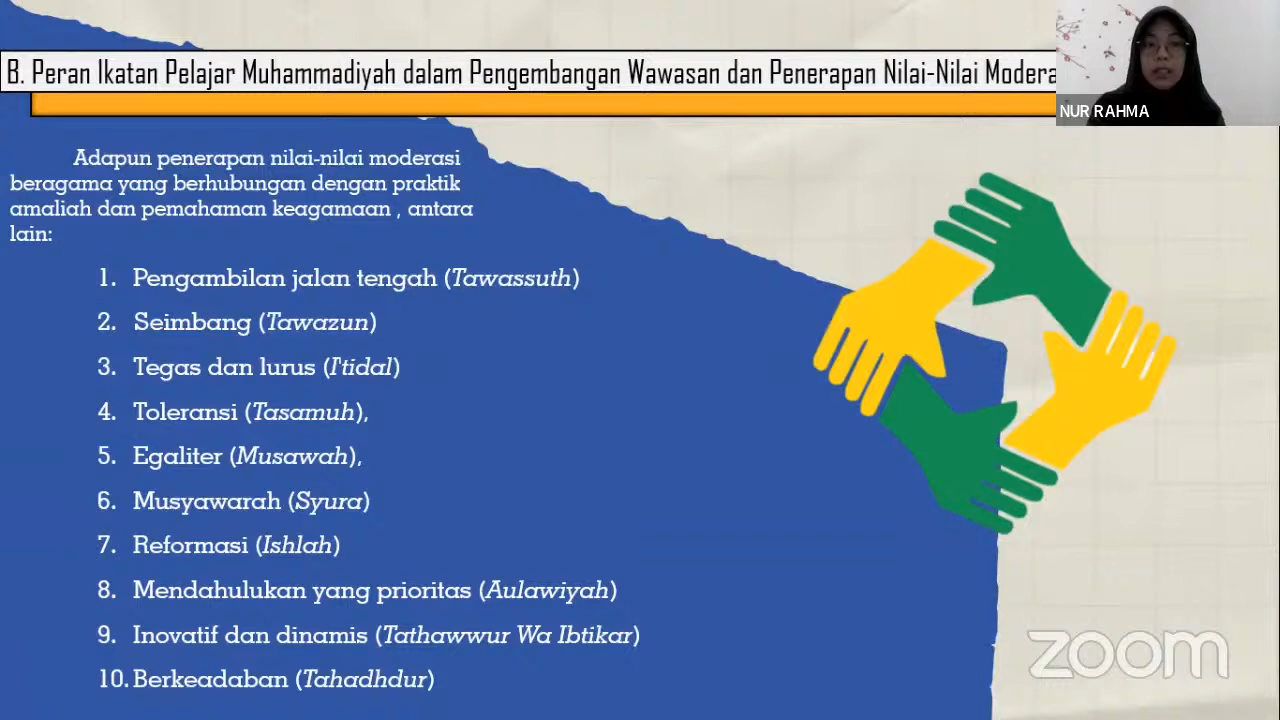 B. Peran Ikatan Pelajar Muhammadiyah dalam Pengembangan Wawasan dan Penerapan Nilai-Nilai Modera
NUR RAHMA
Adapun penerapan nilai-nilai moderasi
beragama yang berhubungan dengan praktik
amaliah dan pemahaman keagamaan , antara
lain:
1. Pengambilan jalan tengah (Tawassuth)
2. Seimbang (Tawazun)
3. Tegas dan lurus (I'tidal)
4. Toleransi (Tasamuh),
5. Egaliter (Musawah),
6. Musyawarah (Syura)
7. Reformasi (Ishlah)
8. Mendahulukan yang prioritas (Aulawiyah)
9. Inovatif dan dinamis (Tathawwur Wa Ibtikar)
10. Berkeadaban (Tahadhdur)
zoom